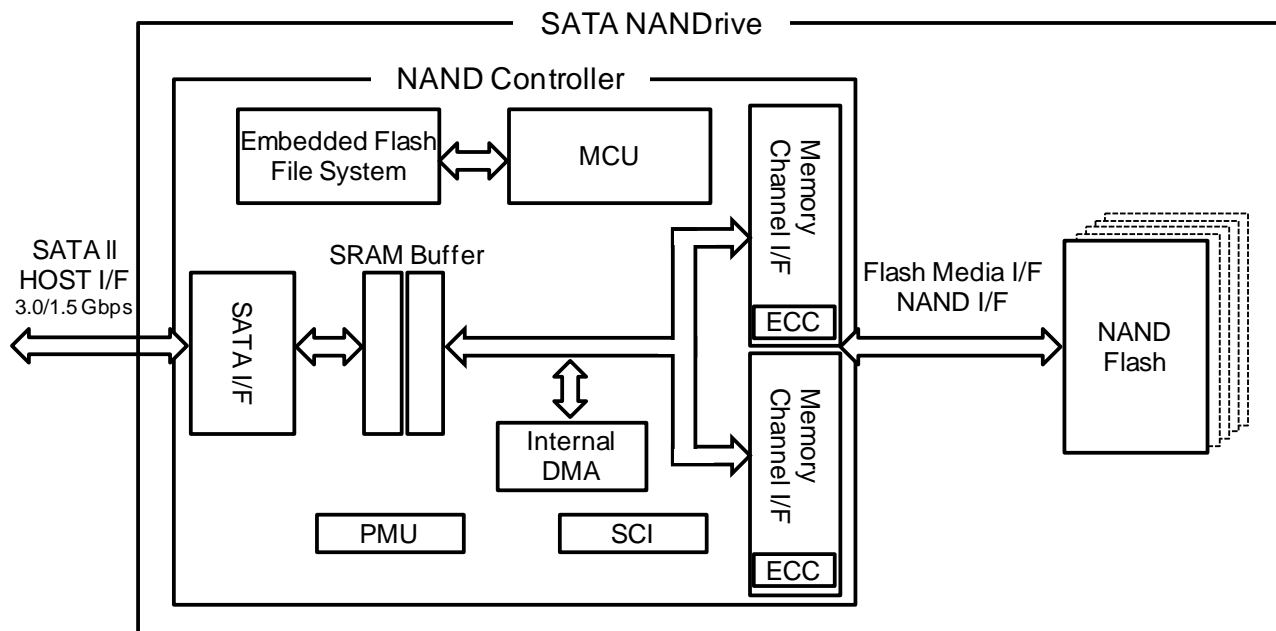 SATA NANDrive
NAND Controller
Embedded Flash
File System
MCU
Memory
Channel I/F
ECC
SATA II
HOST I/F
3.0/1.5 Gbps
SRAM Buffer
SATA I/F
Flash Media I/F
NAND I/F
NAND
Flash
Internal
DMA
Memory
Channel I/F
ECC
PMU
SCI